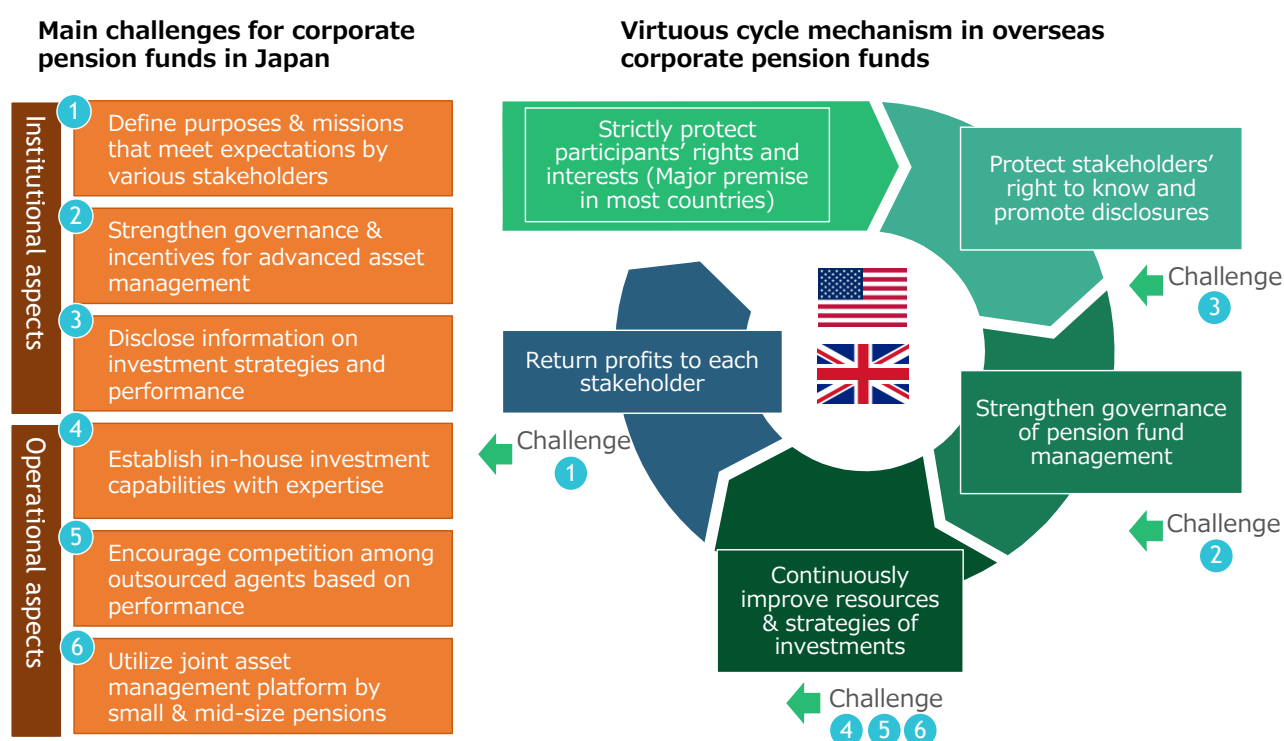 Main challenges for corporate
pension funds in Japan
Institutional aspects
1
Define purposes & missions
that meet expectations by
various stakeholders
2
Strengthen governance &
incentives for advanced asset
management
3
Disclose information on
investment strategies and
performance
Operational aspects
4
Establish in-house investment
capabilities with expertise
5
Encourage competition among
outsourced agents based on
performance
6
Utilize joint asset
management platform by
small & mid-size pensions
Virtuous cycle mechanism in overseas
corporate pension funds
Strictly protect
participants’ rights and
interests (Major premise
in most countries)
Protect stakeholders’
right to know and
promote disclosures
Challenge
3
Strengthen governance
of pension fund
management
Challenge
2
Continuously
improve resources
& strategies of
investments
Challenge
4 5 6
Return profits to each
stakeholder
Challenge
1